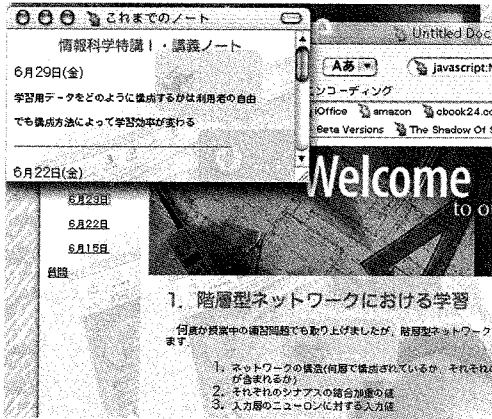 これまでのノート
情報科学特講Ⅰ・講義ノート
6月29日(金)
学習用データをどのように構成するかは利用者の自由
でも構成方法によって学習効率が変わる
6月22日(金)
Untitled Doc
Aあ
javascript:N
ンコーディング
iOffice amazon cbook24.co
Beta Versions The Shadow Of S
Welcome
to o
6月29日
6月22日
6月15日
質問
1. 階層型ネットワークにおける学習
何度か授業中の練習問題でも取り上げましたが、階層型ネットワーク
ます。
1. ネットワークの構造(何層で構成されているか、それぞれの
が含まれるか)
2. それぞれのシナプスの結合加重の値
3. 入力層のニューロンに対する入力値